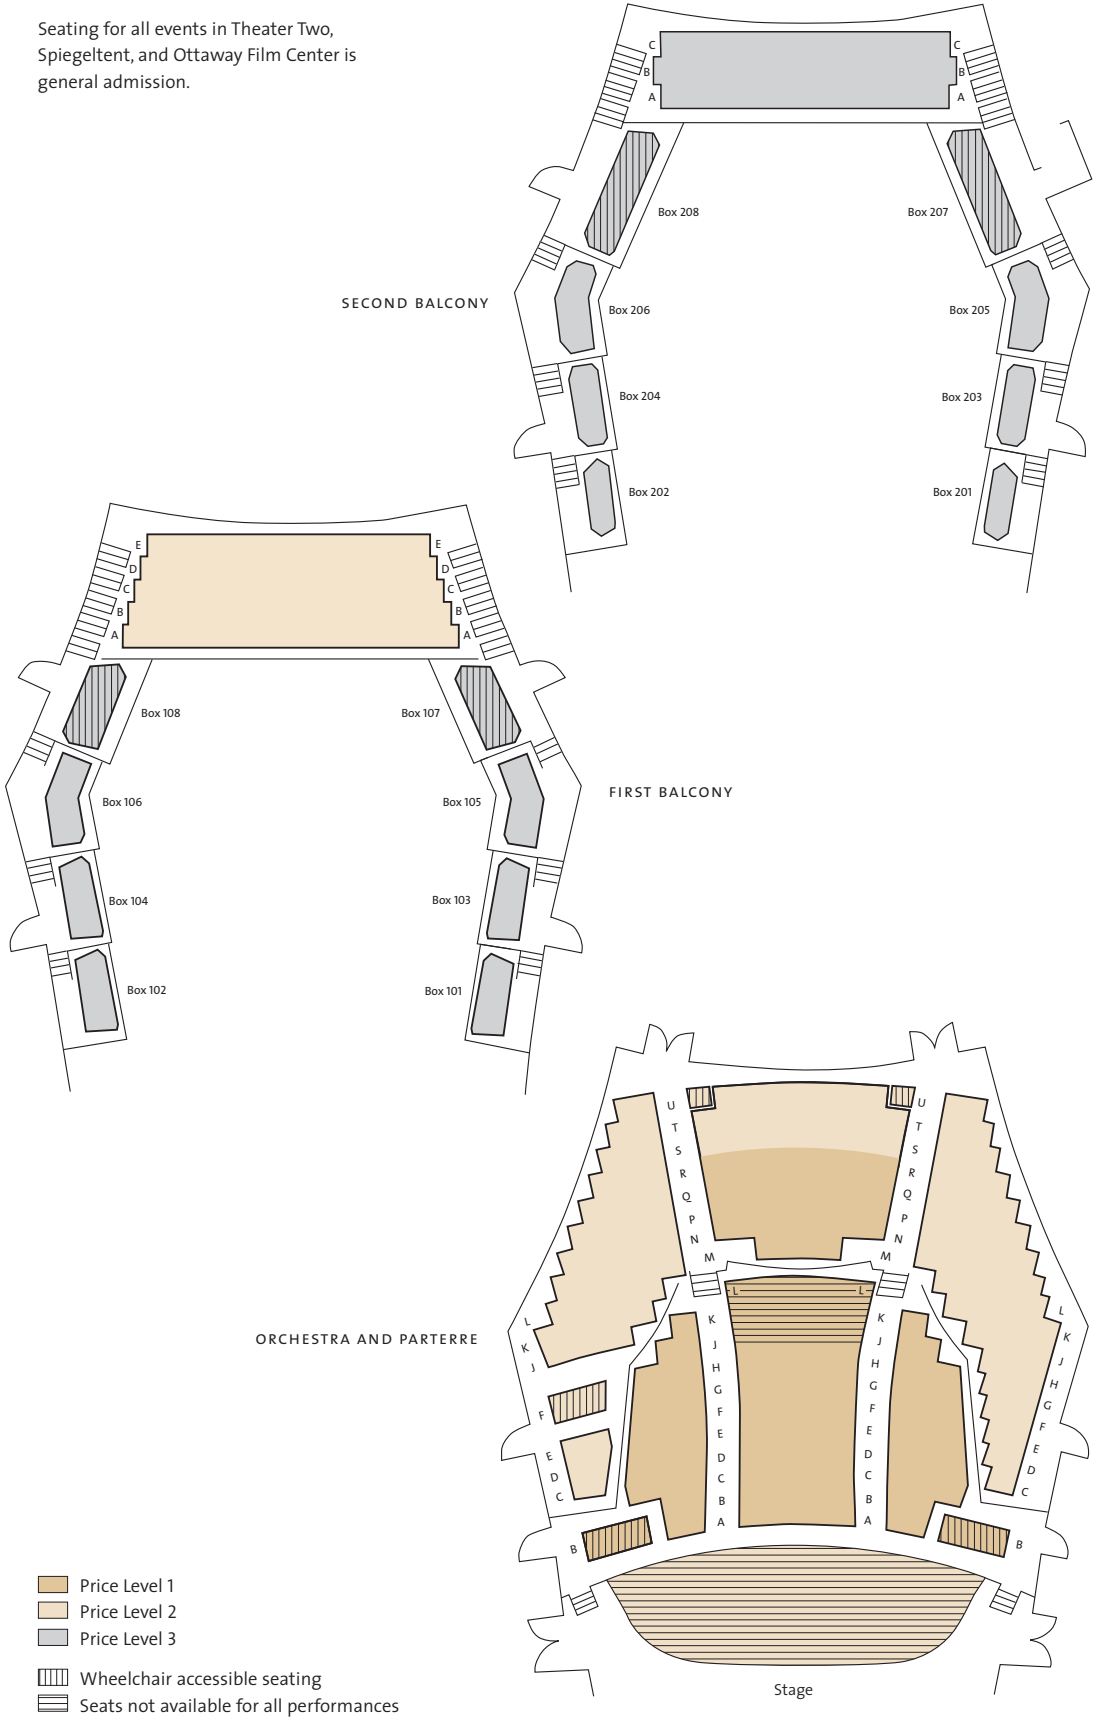 Seating for all events in Theater Two,
Spiegeltent, and Ottaway Film Center is
general admission.
C C
B B
A A
Box 208 Box 207
SECOND BALCONY
Box 206 Box 205
Box 204 Box 203
Box 202 Box 201
E E
D D
C C
B B
A A
Box 108 Box 107
FIRST BALCONY
Box 106 Box 105
Box 104 Box 103
Box 102 Box 101
U U
T T
S S
R R
Q Q
P P
N N
M M
L L
L L
K K
K K
J J
J J
H H
H
G G
G
F F
F F
E E
E E
D D
D D
C C
C C
B B
A A
B B
ORCHESTRA AND PARTERRE
Price Level 1
Price Level 2
Price Level 3
Wheelchair accessible seating
Seats not available for all performances
Stage